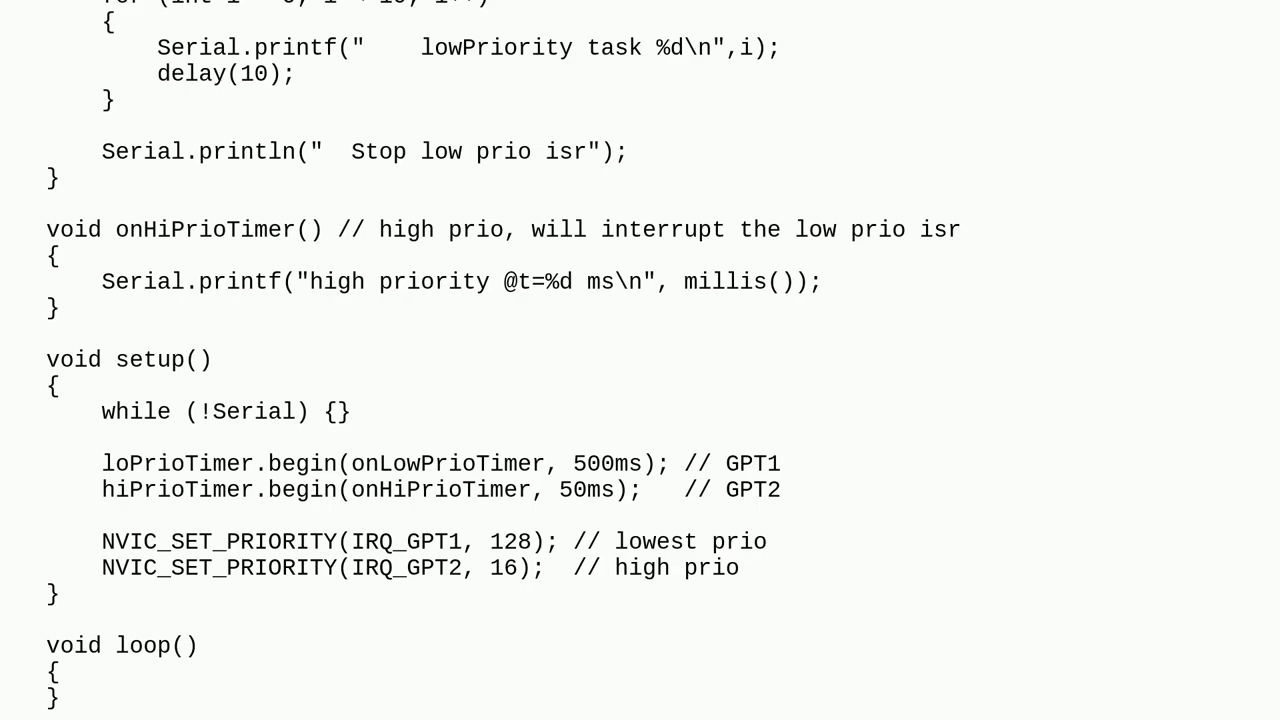 {
Serial.printf("    lowPriority task %d\n",i);
delay(10);
}
Serial.println("  Stop low prio isr");
}
void onHiPrioTimer() // high prio, will interrupt the low prio isr
{
Serial.printf("high priority @t=%d ms\n", millis());
}
void setup()
{
while (!Serial) {}
loPrioTimer.begin(onLowPrioTimer, 500ms); // GPT1
hiPrioTimer.begin(onHiPrioTimer, 50ms);   // GPT2
NVIC_SET_PRIORITY(IRQ_GPT1, 128); // lowest prio
NVIC_SET_PRIORITY(IRQ_GPT2, 16);  // high prio
}
void loop()
{
}